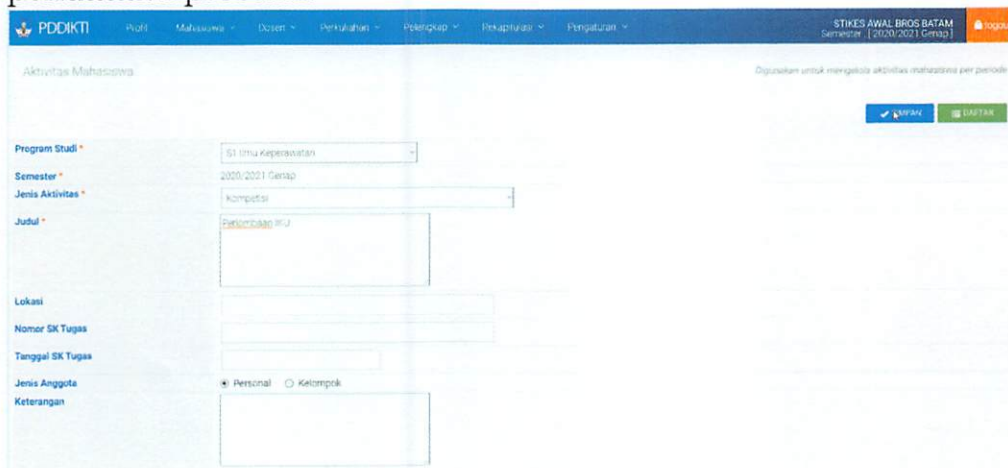 PDDIKTI Profil Mahasiswa Dosen Perkuliahan Pelengkap Rekapitulasi Pengaturan
STIKES AWAL BROS BATAM
Semester : [ 2020/2021 Genap ]
logout
Aktivitas Mahasiswa
Digunakan untuk mengelola aktivitas mahasiswa per periode
SIMPAN DAFTAR
Program Studi * S1 Ilmu Keperawatan
Semester * 2020/2021 Genap
Jenis Aktivitas * Kompetisi
Judul * Perlombaan IKU
Lokasi
Nomor SK Tugas
Tanggal SK Tugas
Jenis Anggota Personal Kelompok
Keterangan